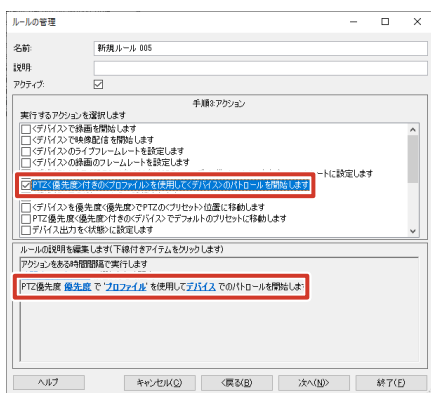 ルールの管理
名前:
新規ルール 005
説明:
アクティブ:
手順3:アクション
実行するアクションを選択します
<デバイス>で録画を開始します
<デバイス>で映像配信を開始します
<デバイス>のライブフレームレートを設定します
<デバイス>の録画のフレームレートを設定します
ートに設定します
PTZ<優先度>付きの<プロファイル>を使用して<デバイス>のパトロールを開始します
<デバイス>を優先度<優先度>でPTZの<プリセット>位置に移動します
PTZ優先度<優先度>付きの<デバイス>でデフォルトのプリセットに移動します
デバイス出力を<状態>に設定します
ルールの説明を編集します(下線付きアイテムをクリックします)
アクションをある時間間隔で実行します
PTZ優先度 優先度 で 'プロファイル' を使用してデバイス でのパトロールを開始しま
ヘルプ
キャンセル(C)
<戻る(B)
次へ(N)>
終了(F)